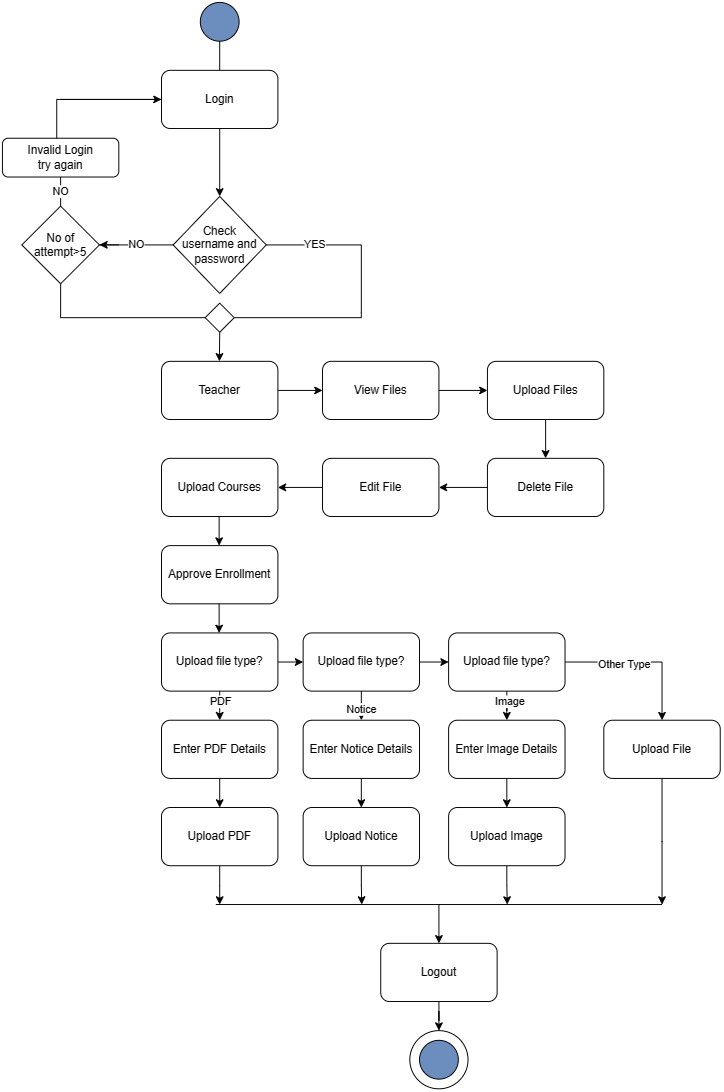 Login
Invalid Login
try again
NO
No of
attempt>5
NO
Check
username and
password
YES
Teacher
View Files
Upload Files
Upload Courses
Edit File
Delete File
Approve Enrollment
Upload file type?
Upload file type?
Upload file type?
Other Type
PDF
Notice
Image
Enter PDF Details
Enter Notice Details
Enter Image Details
Upload File
Upload PDF
Upload Notice
Upload Image
Logout